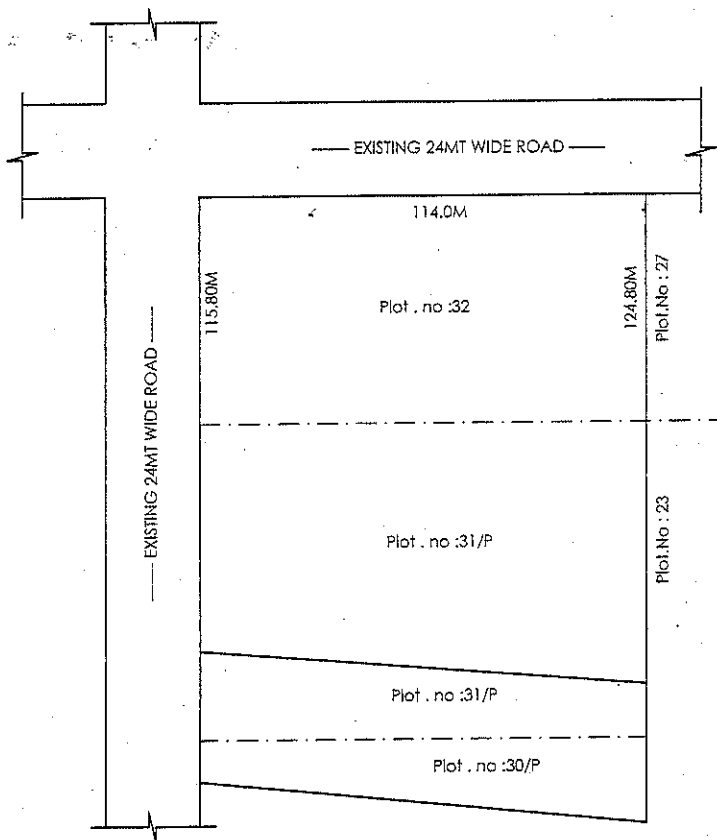 EXISTING 24MT WIDE ROAD
114.0M
115.80M
124.80M
Plot.No : 27
Plot . no :32
EXISTING 24MT WIDE ROAD
Plot . no :31/P
Plot.No : 23
Plot . no :31/P
Plot . no :30/P